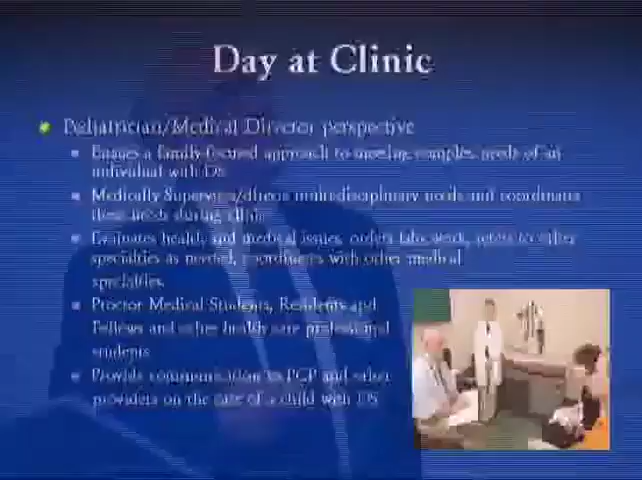 Day at Clinic
Pediatrician/Medical Director perspective
Ensures a family focused approach to meeting complex needs of an
individual with DS
Medically Supervises/directs multidisciplinary needs and coordinates
these needs during clinic
Evaluates health and medical issues, orders labs work, refers to other
specialties as needed, coordinates with other medical
specialties
Proctor Medical Students, Residents and
Fellows and other health care professional
students
Provide communication to PCP and other
providers on the care of a child with DS